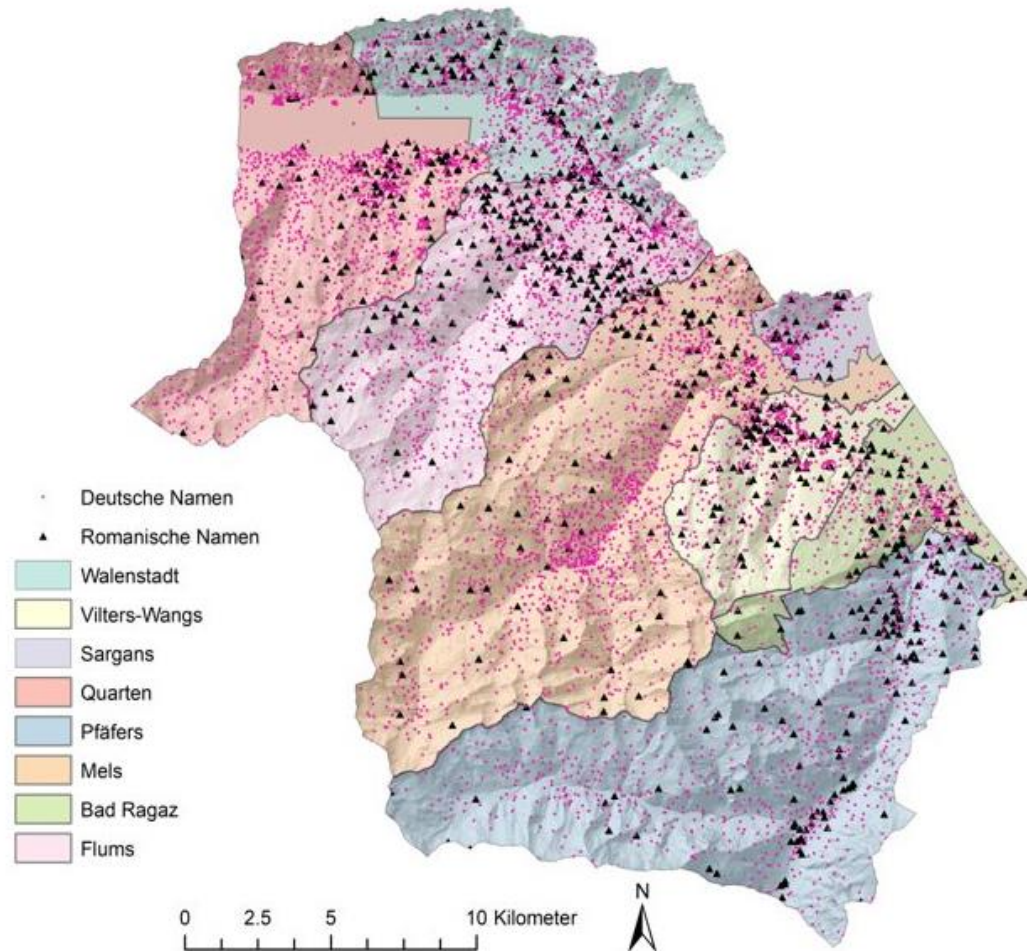 Deutsche Namen
Romanische Namen
Walenstadt
Vilters-Wangs
Sargans
Quarten
Pfäfers
Mels
Bad Ragaz
Flums
0 2.5 5 10 Kilometer
N